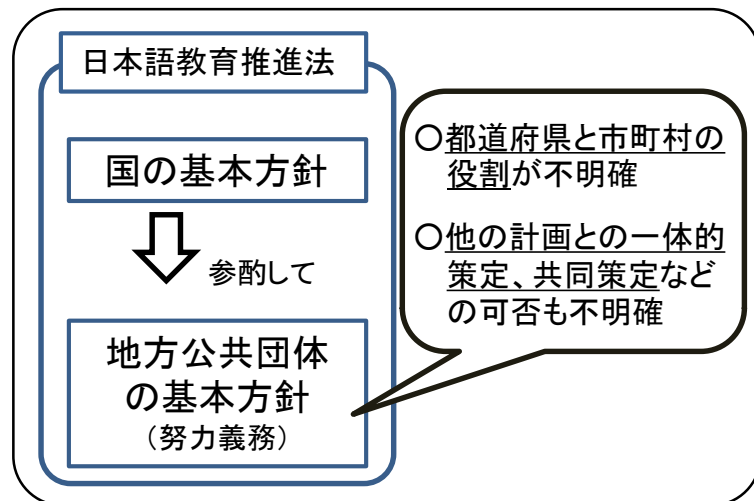 日本語教育推進法
国の基本方針
参酌して
地方公共団体
の基本方針
（努力義務）
〇都道府県と市町村の
役割が不明確
〇他の計画との一体的
策定、共同策定など
の可否も不明確